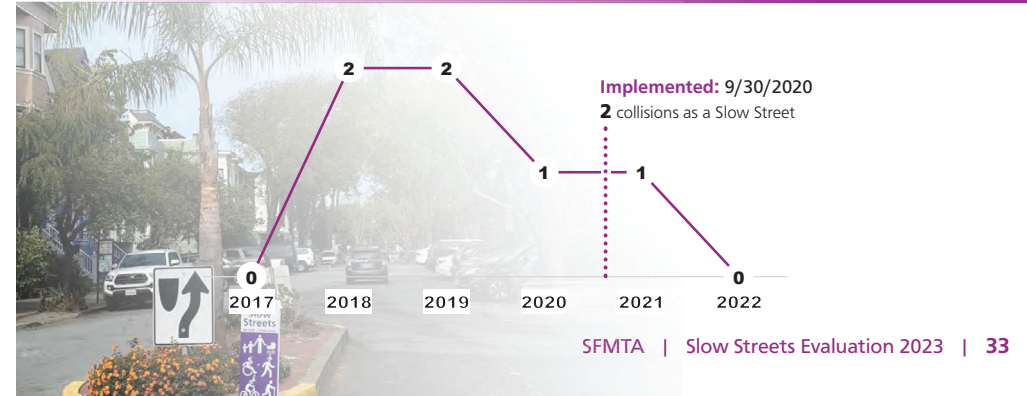 2
2
Implemented: 9/30/2020
2 collisions as a Slow Street
1
1
0
0
2017
2018
2019
2020
2021
2022
Slow
Streets
SFMTA | Slow Streets Evaluation 2023 | 33